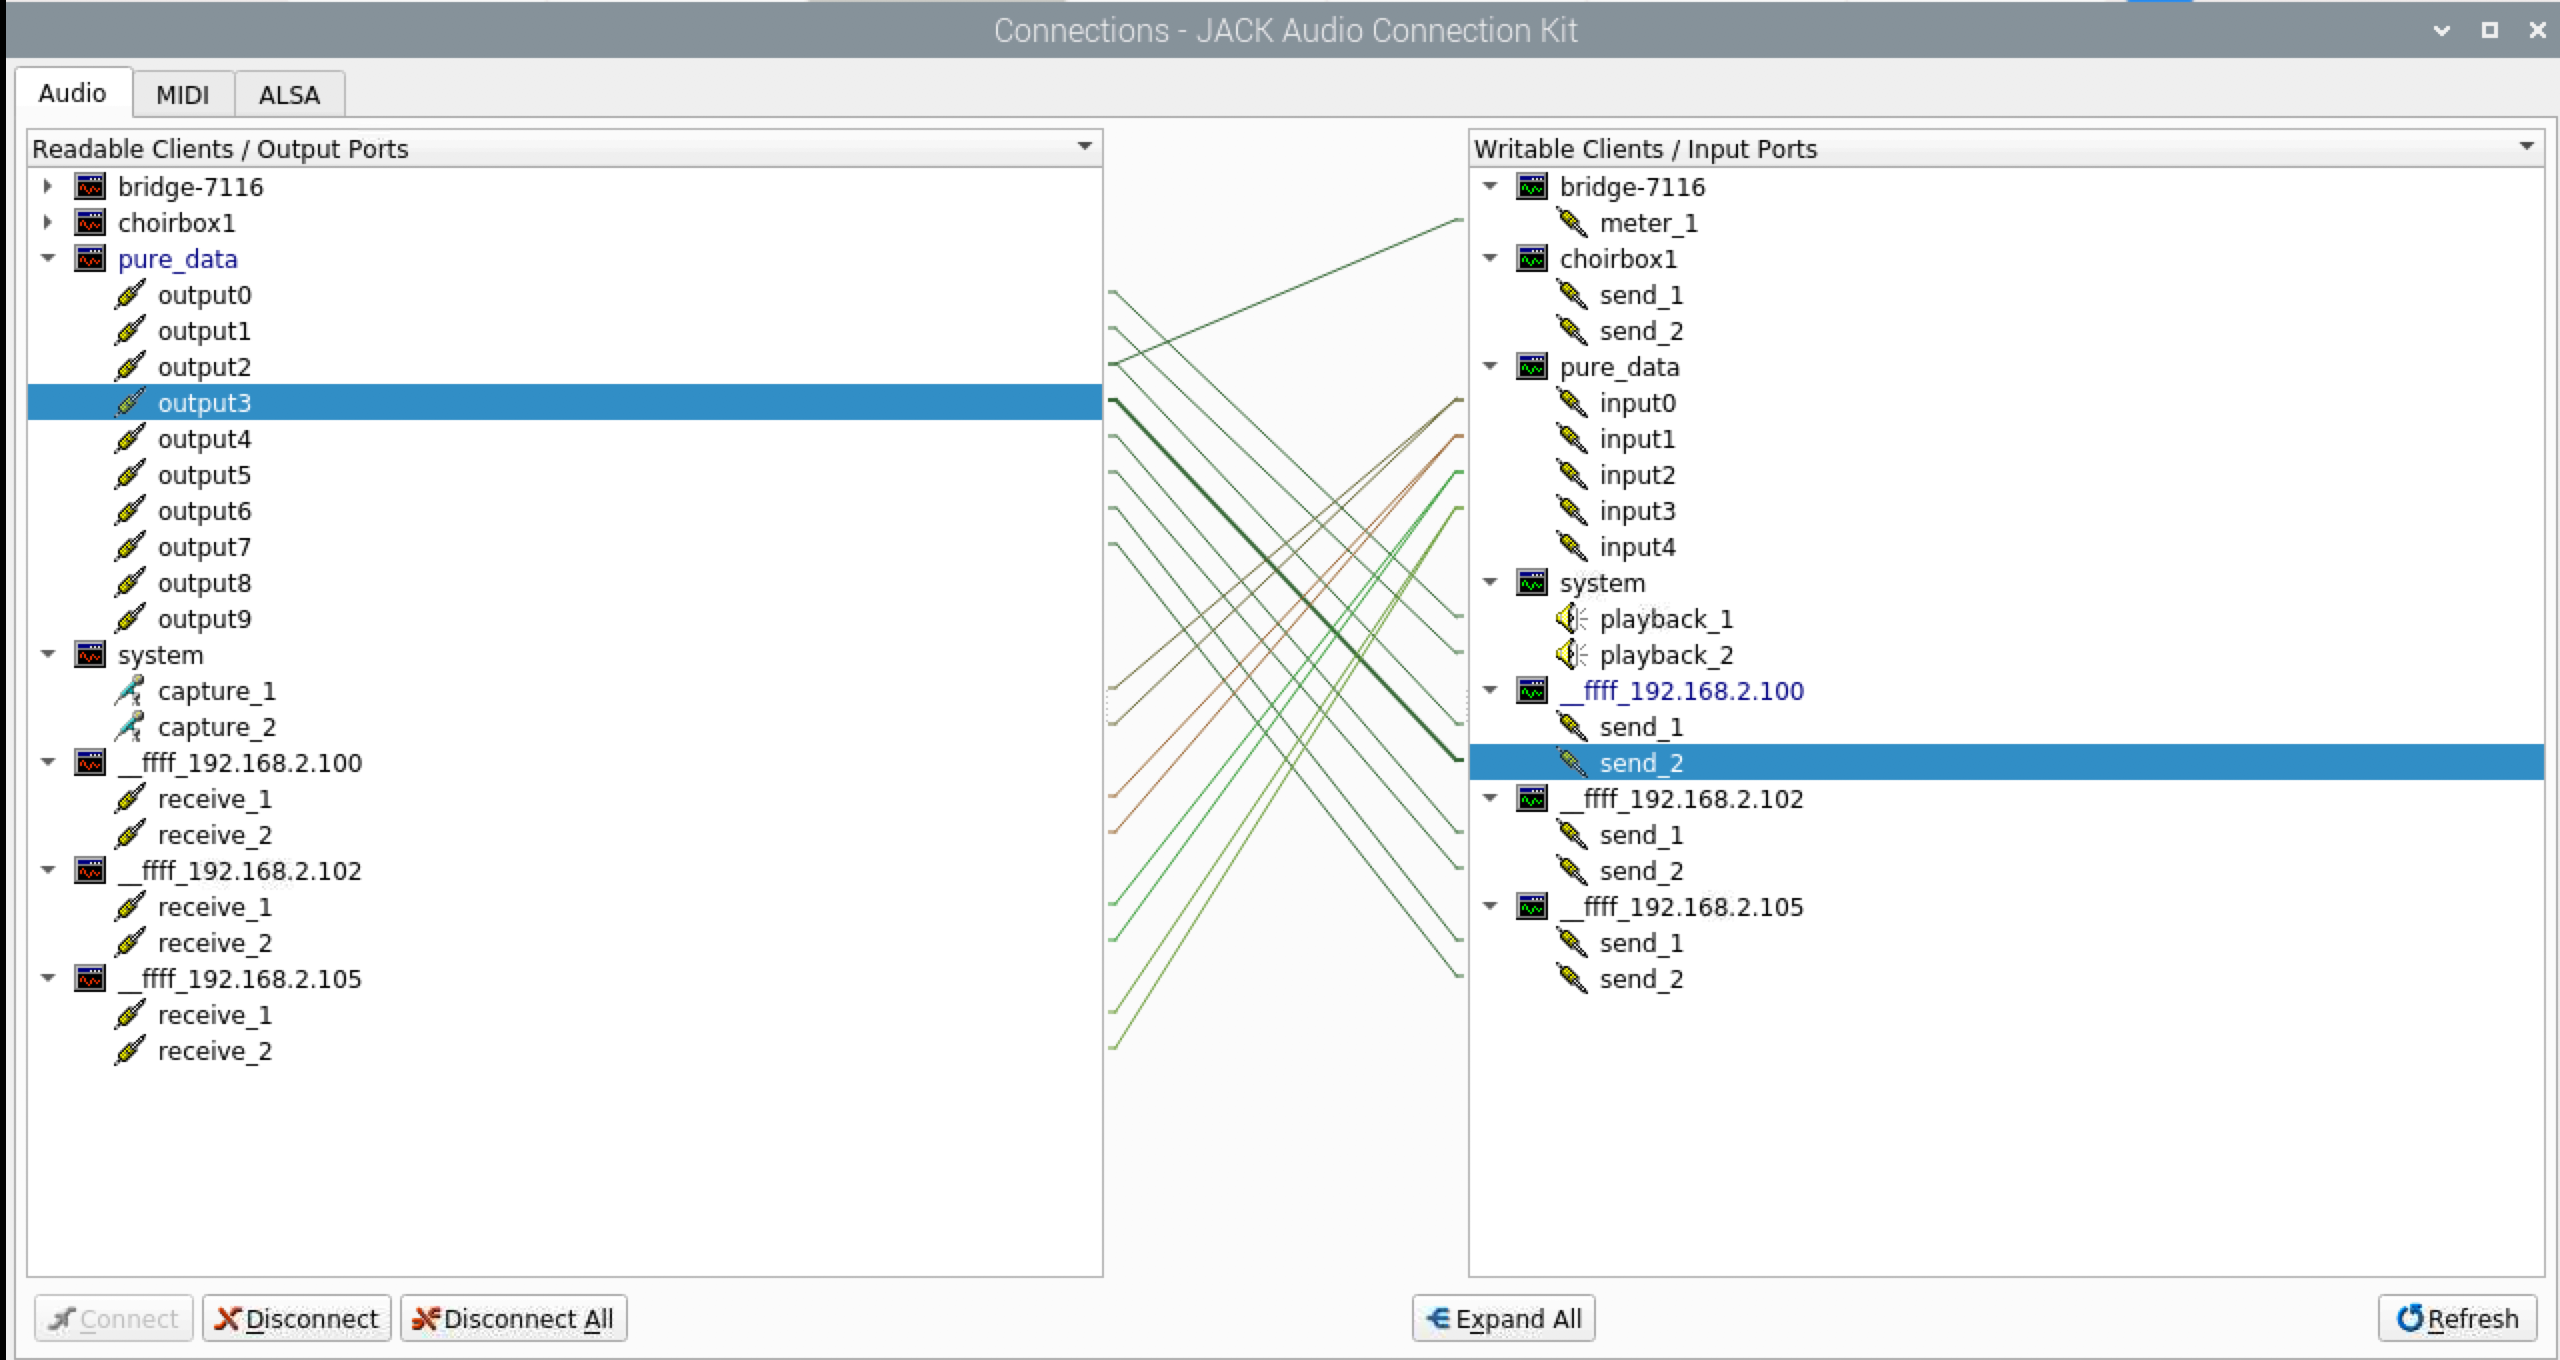 Connections - JACK Audio Connection Kit
Audio
MIDI
ALSA
Readable Clients / Output Ports
bridge-7116
choirbox1
pure_data
output0
output1
output2
output3
output4
output5
output6
output7
output8
output9
system
capture_1
capture_2
__ffff_192.168.2.100
receive_1
receive_2
__ffff_192.168.2.102
receive_1
receive_2
__ffff_192.168.2.105
receive_1
receive_2
Writable Clients / Input Ports
bridge-7116
meter_1
choirbox1
send_1
send_2
pure_data
input0
input1
input2
input3
input4
system
playback_1
playback_2
__ffff_192.168.2.100
send_1
send_2
__ffff_192.168.2.102
send_1
send_2
__ffff_192.168.2.105
send_1
send_2
Connect
Disconnect
Disconnect All
Expand All
Refresh